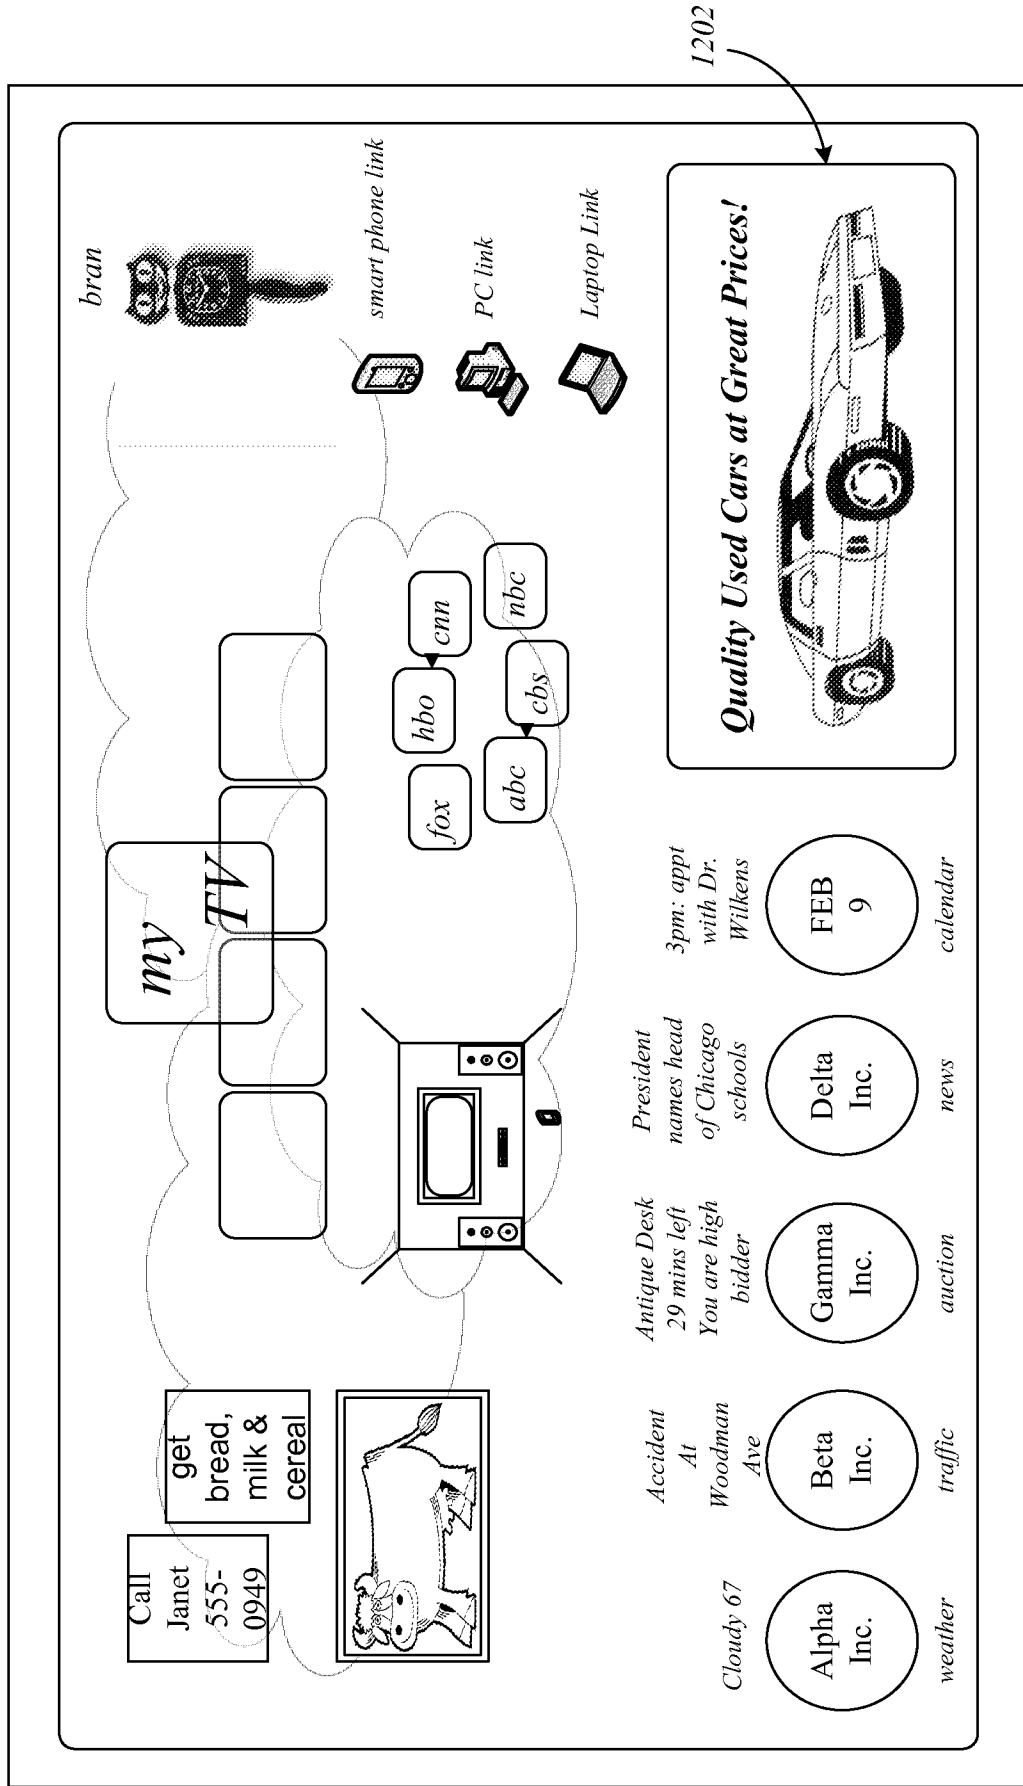 1202
Call
Janet
555-
0949
get
bread,
milk &
cereal
my
TV
bran
fox
hbo
cnn
abc
cbs
nbc
smart phone link
PC link
Laptop Link
Cloudy 67
Alpha
Inc.
weather
Accident
At
Woodman
Ave
Beta
Inc.
traffic
Antique Desk
29 mins left
You are high
bidder
Gamma
Inc.
auction
President
names head
of Chicago
schools
Delta
Inc.
news
3pm: appt
with Dr.
Wilkens
FEB
9
calendar
Quality Used Cars at Great Prices!